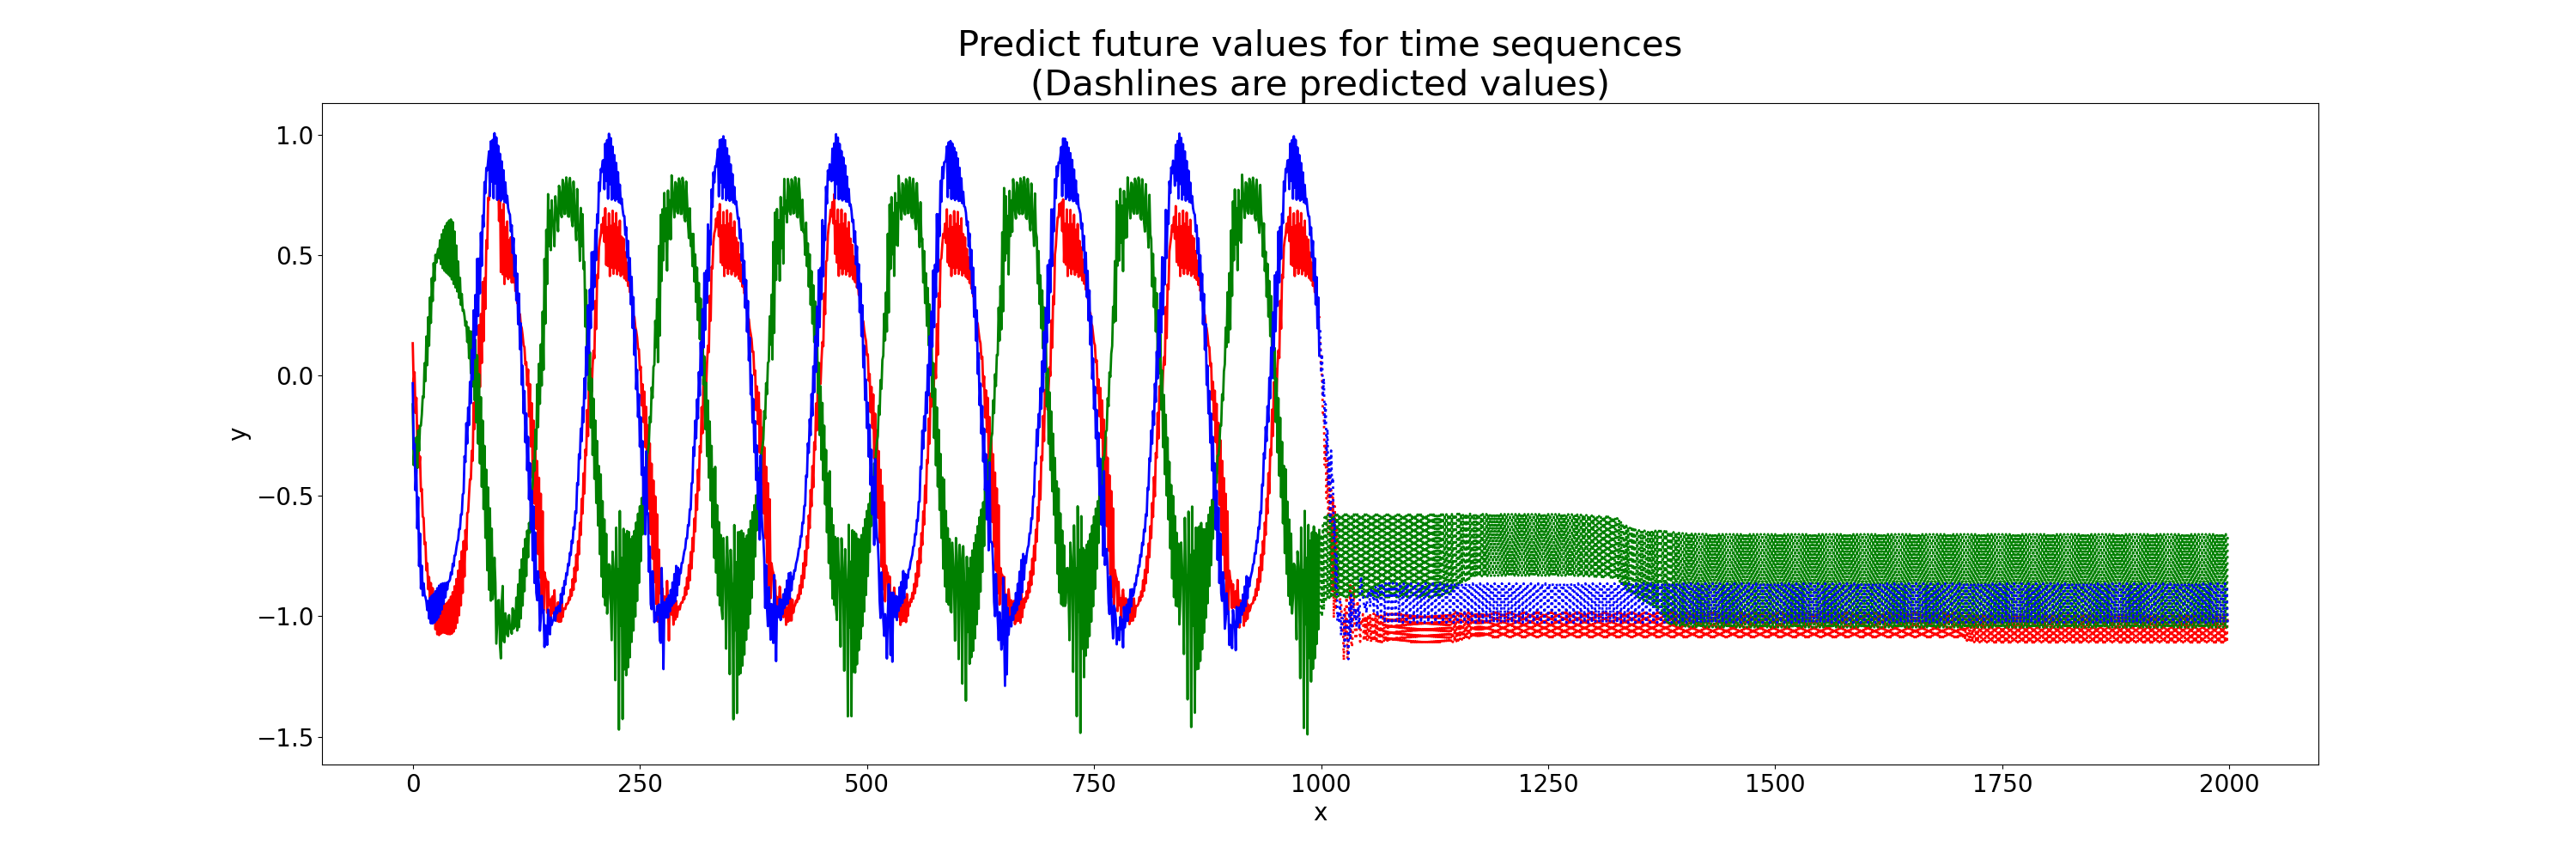 Predict future values for time sequences
(Dashlines are predicted values)
1.0
0.5
0.0
−0.5
−1.0
−1.5
y
0 250 500 750 1000 1250 1500 1750 2000
x